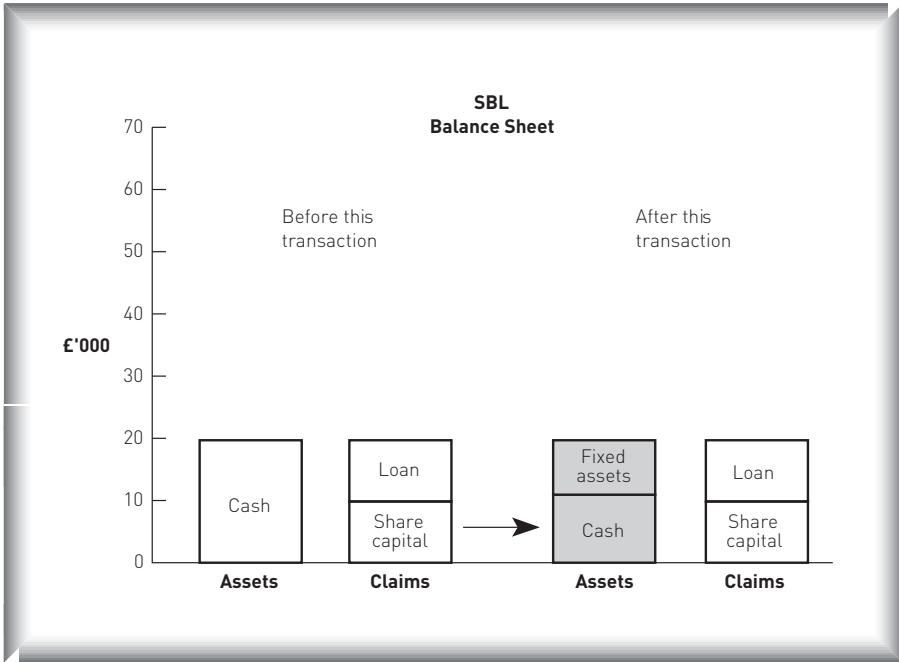 SBL
Balance Sheet
70
60
50
40
£'000
30
20
10
0
Before this
transaction
After this
transaction
Cash
Loan
Share
capital
Fixed
assets
Cash
Loan
Share
capital
Assets
Claims
Assets
Claims